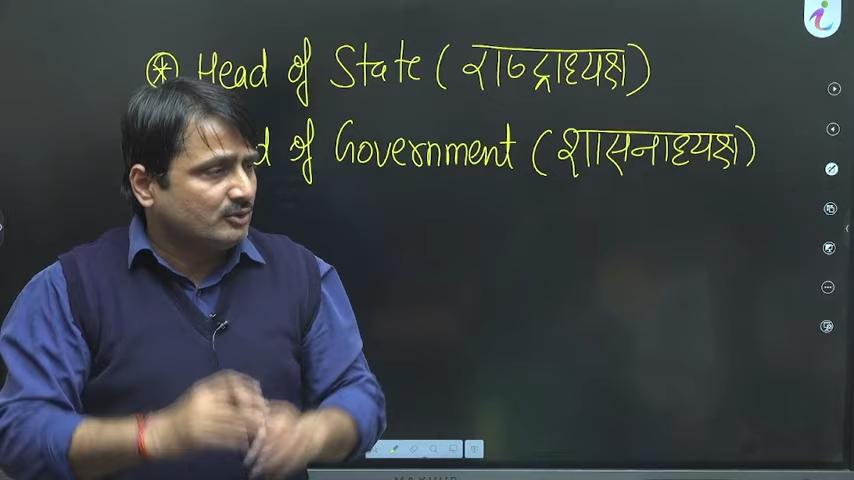 * Head of State (राष्ट्राध्यक्ष)
d of Government (शासनाध्यक्ष)